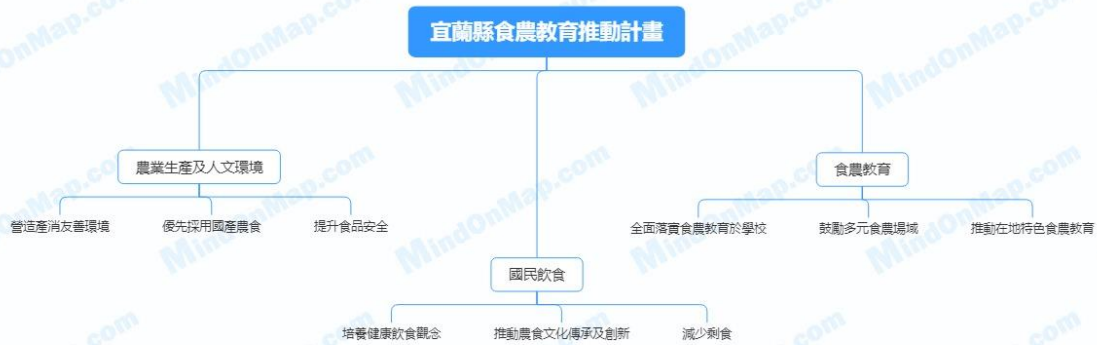 宜蘭縣食農教育推動計畫
農業生產及人文環境
營造產消友善環境
優先採用國產農食
提升食品安全
國民飲食
培養健康飲食觀念
推動農食文化傳承及創新
減少剩食
食農教育
全面落實食農教育於學校
鼓勵多元食農場域
推動在地特色食農教育
MindOnMap.com